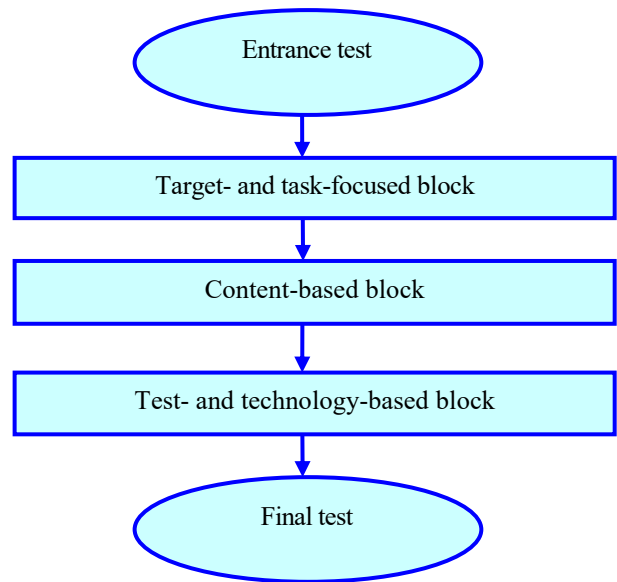 Entrance test
Target- and task-focused block
Content-based block
Test- and technology-based block
Final test